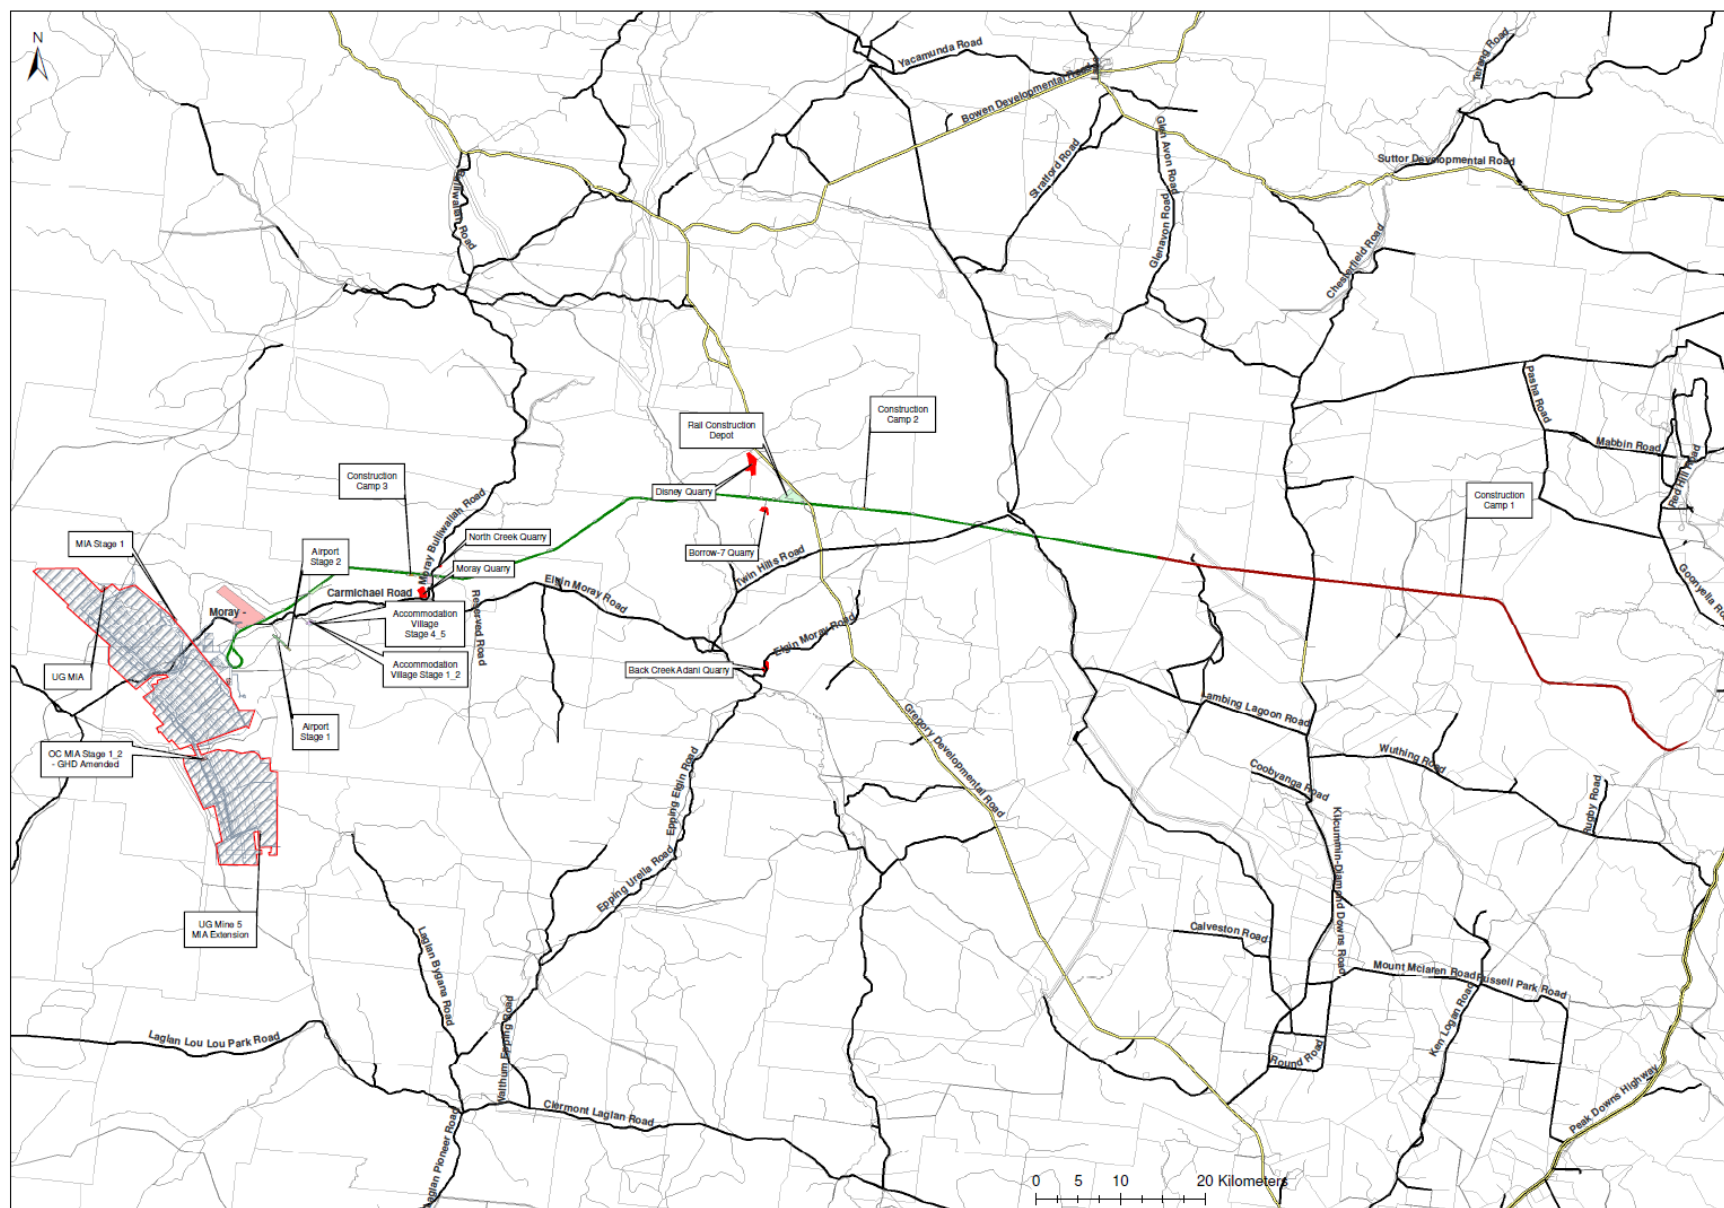 N
Yacamunda Road
Bowen Developmental Road
Terang Road
Glen Avon Road
Stratford Road
Suttor Developmental Road
Bulliwallah Road
Glenavon Road
Chesterfield Road
Pasha Road
Mabbin Road
Red Hill Road
Construction
Camp 2
Rail Construction
Depot
Construction
Camp 3
Disney Quarry
Construction
Camp 1
Moray Bulliwallah Road
MIA Stage 1
Airport
Stage 2
North Creek Quarry
Borrow-7 Quarry
Twin Hills Road
Moray Quarry
Elgin Moray Road
Goonyella Ro
Carmichael Road
Moray -
Reserved Road
Accommodation
Village
Stage 4_5
Elgin Moray Road
UG MIA
Accommodation
Village Stage 1_2
Back Creek Adani Quarry
Airport
Stage 1
Lambing Lagoon Road
Gregory Developmental Road
OC MIA Stage 1_2
- GHD Amended
Wuthing Road
Coobyanga Road
Epping Elgin Road
Rugby Road
Kilcummin-Diamond Downs Road
Epping Urella Road
UG Mine 5
MIA Extension
Calveston Road
Laglan Bygana Road
Mount Mclaren Road
Russell Park Road
Ken Logan Road
Laglan Lou Lou Park Road
Walthum Epping Road
Round Road
Clermont Laglan Road
Peak Downs Highway
Laglan Pioneer Road
0 5 10 20 Kilometers